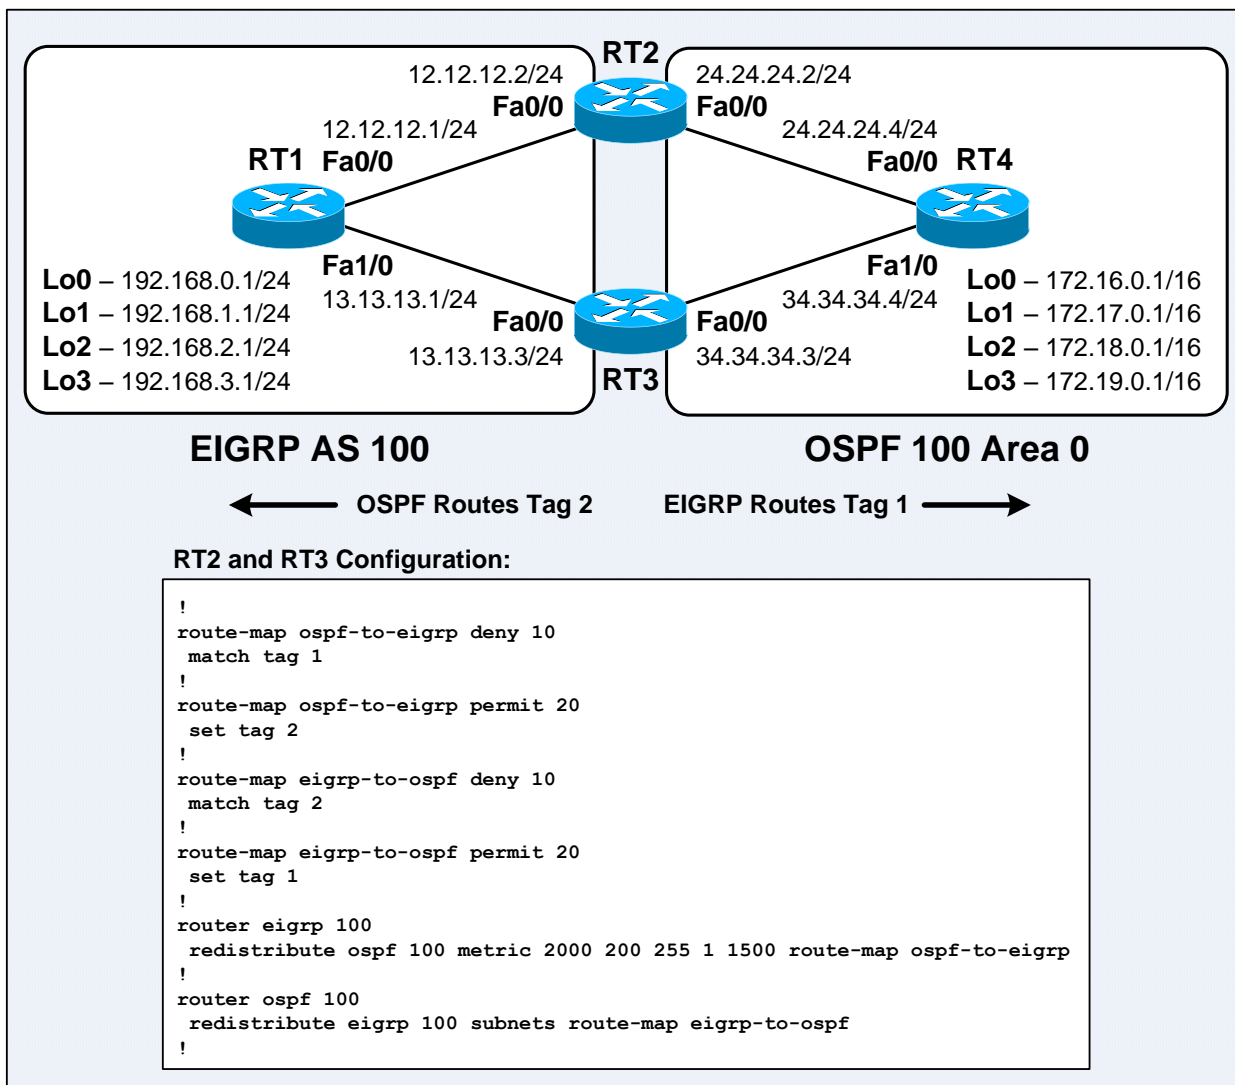 RT2
12.12.12.2/24
24.24.24.2/24
Fa0/0
Fa0/0
12.12.12.1/24
24.24.24.4/24
RT1
Fa0/0
Fa0/0
RT4
Fa1/0
Fa1/0
Lo0 – 192.168.0.1/24
13.13.13.1/24
34.34.34.4/24
Lo0 – 172.16.0.1/16
Lo1 – 192.168.1.1/24
Fa0/0
Fa0/0
Lo1 – 172.17.0.1/16
Lo2 – 192.168.2.1/24
13.13.13.3/24
34.34.34.3/24
Lo2 – 172.18.0.1/16
Lo3 – 192.168.3.1/24
RT3
Lo3 – 172.19.0.1/16
EIGRP AS 100
OSPF 100 Area 0
OSPF Routes Tag 2
EIGRP Routes Tag 1
RT2 and RT3 Configuration:
!
route-map ospf-to-eigrp deny 10
 match tag 1
!
route-map ospf-to-eigrp permit 20
 set tag 2
!
route-map eigrp-to-ospf deny 10
 match tag 2
!
route-map eigrp-to-ospf permit 20
 set tag 1
!
router eigrp 100
 redistribute ospf 100 metric 2000 200 255 1 1500 route-map ospf-to-eigrp
!
router ospf 100
 redistribute eigrp 100 subnets route-map eigrp-to-ospf
!